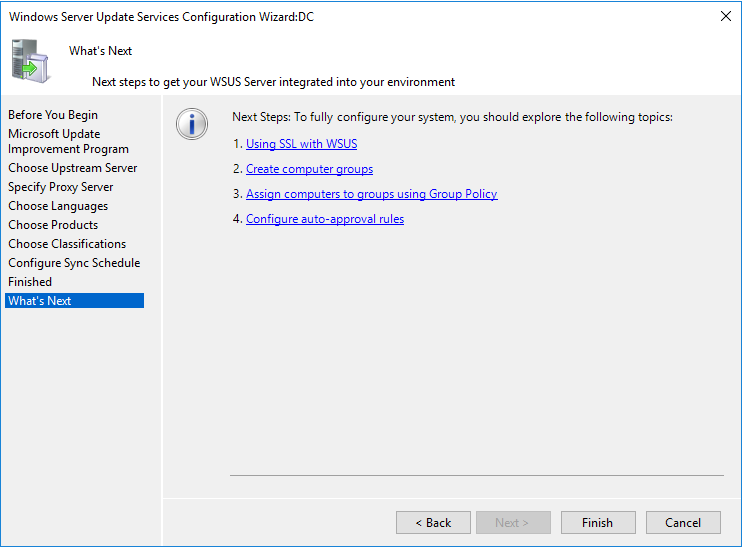 Windows Server Update Services Configuration Wizard:DC
What's Next
Next steps to get your WSUS Server integrated into your environment
Before You Begin
Microsoft Update
Improvement Program
Choose Upstream Server
Specify Proxy Server
Choose Languages
Choose Products
Choose Classifications
Configure Sync Schedule
Finished
What's Next
Next Steps: To fully configure your system, you should explore the following topics:
1. Using SSL with WSUS
2. Create computer groups
3. Assign computers to groups using Group Policy
4. Configure auto-approval rules
< Back
Next >
Finish
Cancel